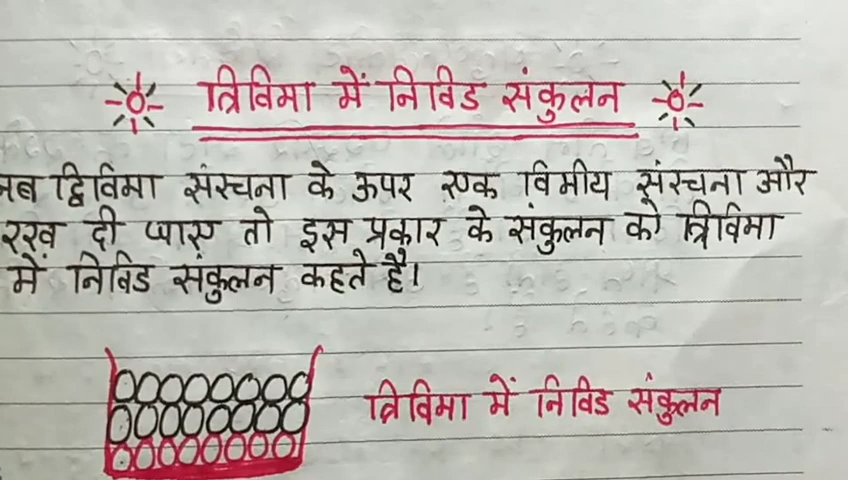 त्रिविमा में निविड संकुलन
जब द्विविमा संरचना के ऊपर एक विमीय संरचना और
रख दी जाए तो इस प्रकार के संकुलन को त्रिविमा
में निविड संकुलन कहते है।
त्रिविमा में निविड संकुलन